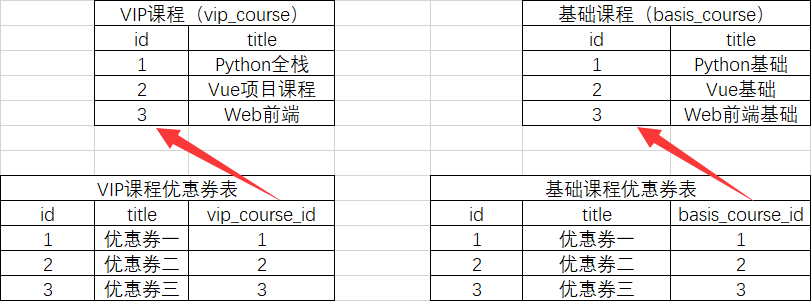 VIP课程（vip_course） 基础课程（basis_course）
id title id title
1 Python全栈 1 Python基础
2 Vue项目课程 2 Vue基础
3 Web前端 3 Web前端基础
VIP课程优惠券表 基础课程优惠券表
id title vip_course_id id title basis_course_id
1 优惠券一 1 1 优惠券一 1
2 优惠券二 2 2 优惠券二 2
3 优惠券三 3 3 优惠券三 3